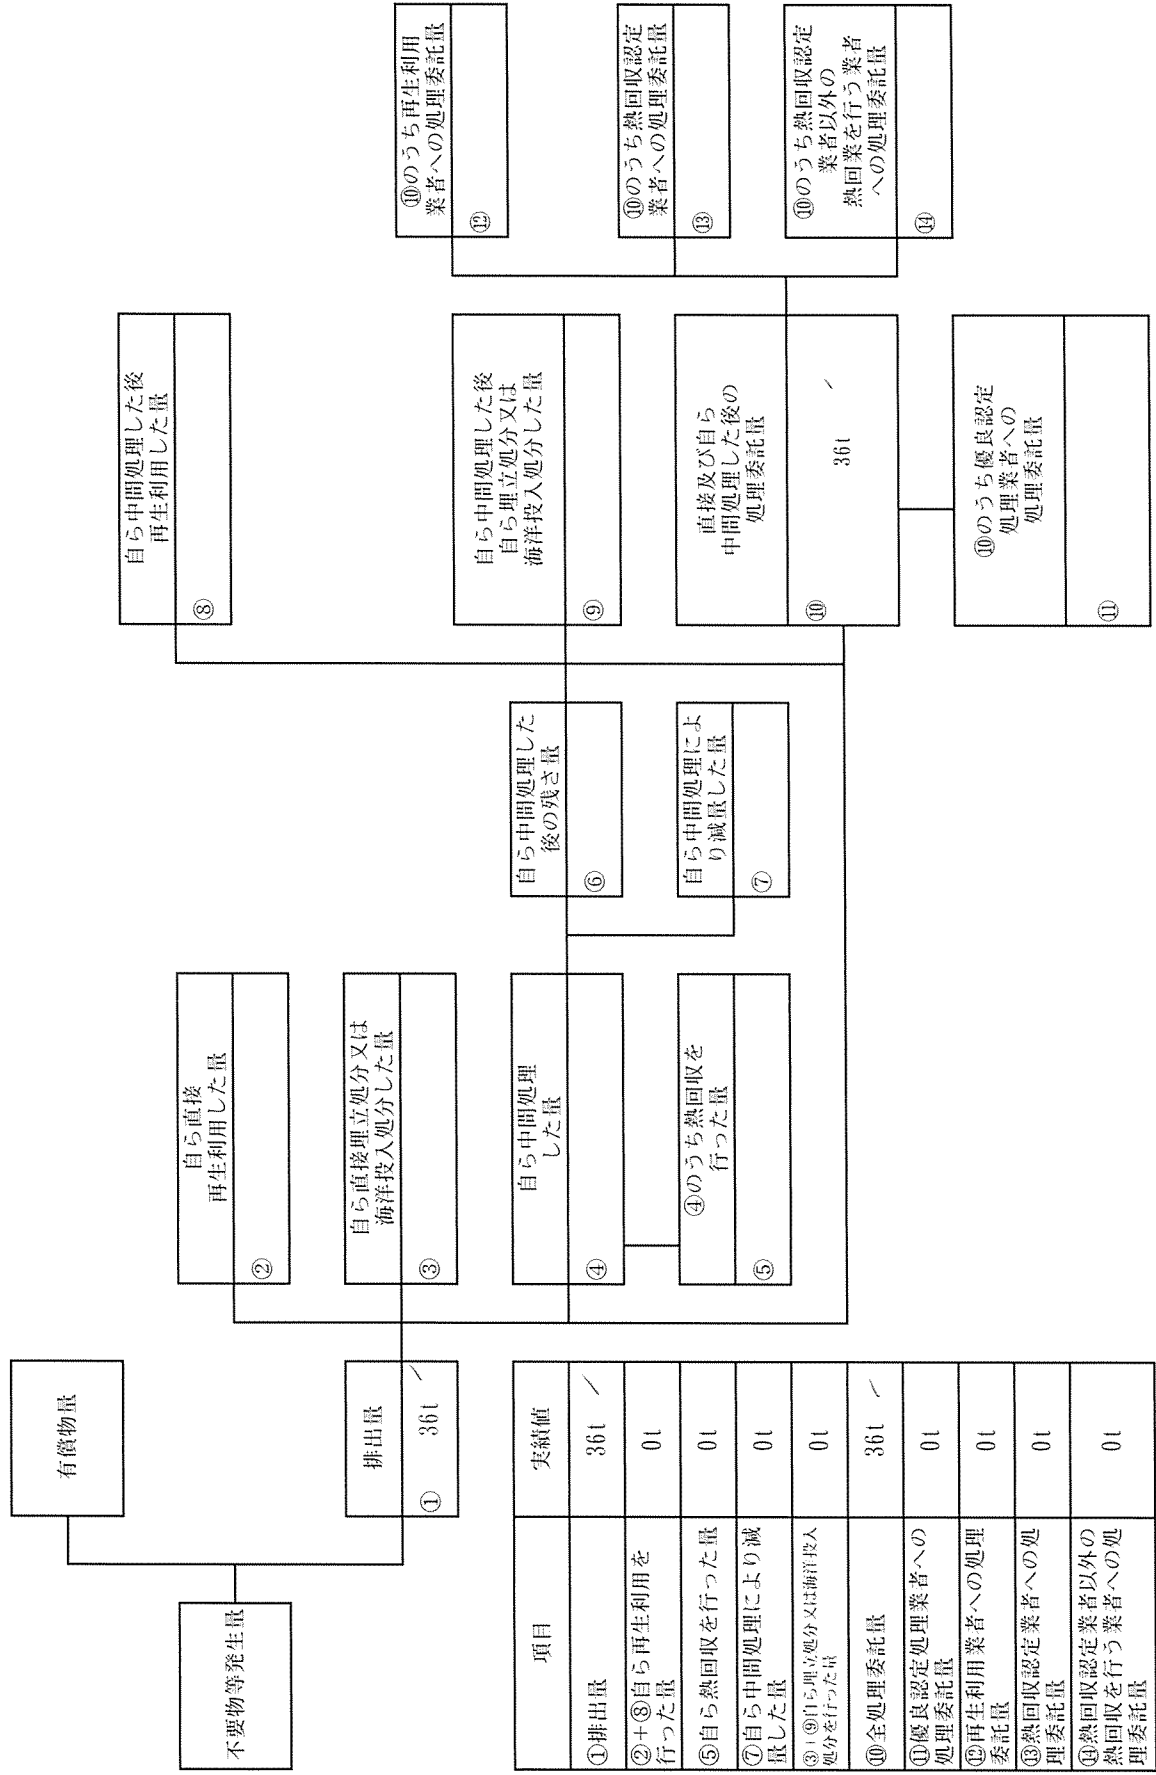 有償物量
不要物等発生量
排出量
① 36t
自ら直接
再生利用した量
②
自ら直接埋立処分又は
海洋投入処分した量
③
自ら中間処理
した量
④
④のうち熱回収を
行った量
⑤
自ら中間処理した
後の残さ量
⑥
自ら中間処理によ
り減量した量
⑦
自ら中間処理した後
再生利用した量
⑧
自ら中間処理した後
自ら埋立処分又は
海洋投入処分した量
⑨
直接及び自ら
中間処理した後の
処理委託量
⑩ 36t
⑩のうち優良認定
処理業者への
処理委託量
⑪
⑩のうち再生利用
業者への処理委託量
⑫
⑩のうち熱回収認定
業者への処理委託量
⑬
⑩のうち熱回収認定
業者以外の
熱回業を行う業者
への処理委託量
⑭
項目 実績値
①排出量 36t
②+⑧自ら再生利用を
行った量 0t
⑤自ら熱回収を行った量 0t
⑦自ら中間処理により減
量した量 0t
③+⑨自ら埋立処分又は海洋投入
処分を行った量 0t
⑩全処理委託量 36t
⑪優良認定処理業者への
処理委託量 0t
⑫再生利用業者への処理
委託量 0t
⑬熱回収認定業者への処
理委託量 0t
⑭熱回収認定業者以外の
熱回収を行う業者への処
理委託量 0t